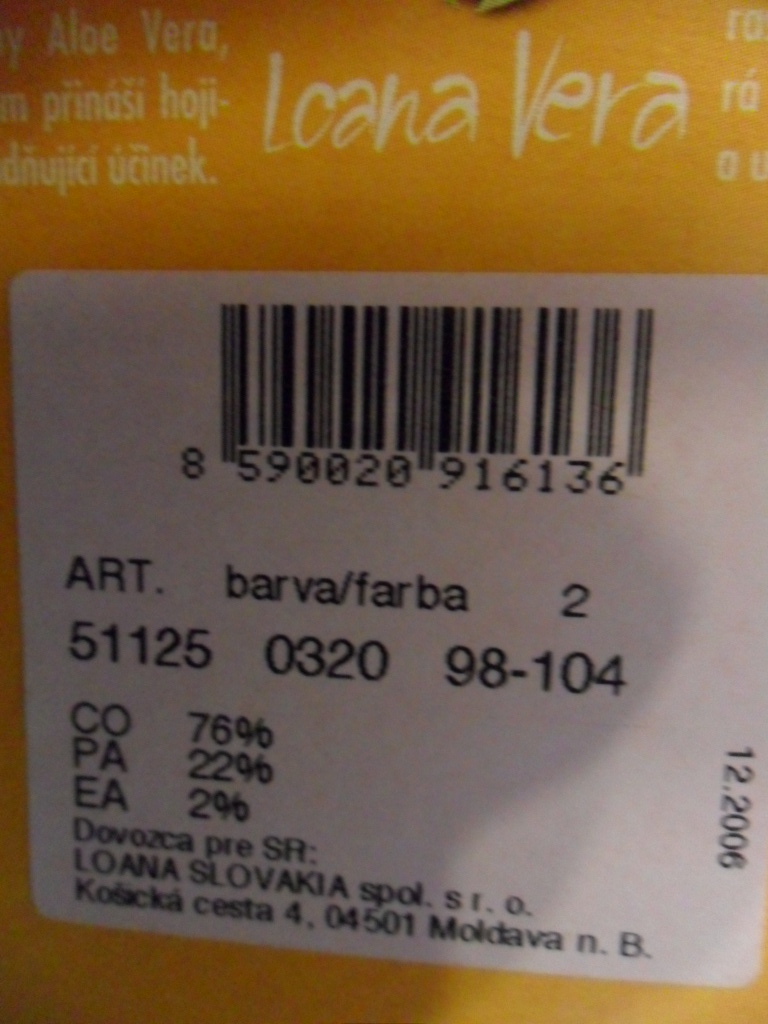 Aloe Vera,
přináší hoji-
účinek.
Loana Vera
rá
a
8 590020 916136
ART. barva/farba 2
51125 0320 98-104
CO 76%
PA 22%
EA 2%
Dovozca pre SR:
LOANA SLOVAKIA spol. s r. o.
Košická cesta 4, 04501 Moldava n. B.
12.2006